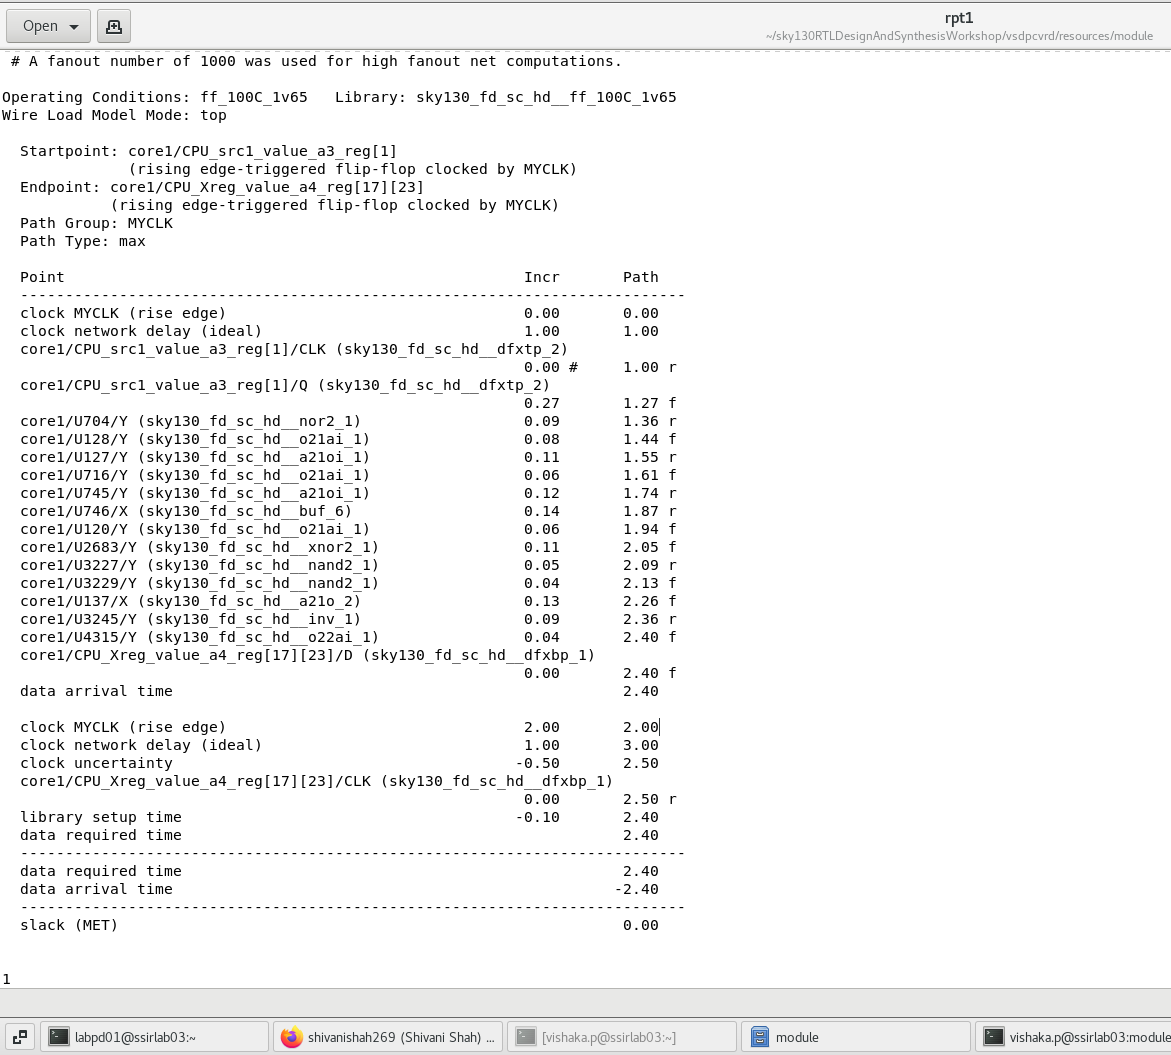 Open
rpt1
~/sky130RTLDesignAndSynthesisWorkshop/vsdpcvrd/resources/module
# A fanout number of 1000 was used for high fanout net computations.
Operating Conditions: ff_100C_1v65   Library: sky130_fd_sc_hd__ff_100C_1v65
Wire Load Model Mode: top
Startpoint: core1/CPU_src1_value_a3_reg[1]
(rising edge-triggered flip-flop clocked by MYCLK)
Endpoint: core1/CPU_Xreg_value_a4_reg[17][23]
(rising edge-triggered flip-flop clocked by MYCLK)
Path Group: MYCLK
Path Type: max
Point Incr Path
---------------------------------------------------------------------------
clock MYCLK (rise edge) 0.00 0.00
clock network delay (ideal) 1.00 1.00
core1/CPU_src1_value_a3_reg[1]/CLK (sky130_fd_sc_hd__dfxtp_2)
0.00 # 1.00 r
core1/CPU_src1_value_a3_reg[1]/Q (sky130_fd_sc_hd__dfxtp_2)
0.27 1.27 f
core1/U704/Y (sky130_fd_sc_hd__nor2_1) 0.09 1.36 r
core1/U128/Y (sky130_fd_sc_hd__o21ai_1) 0.08 1.44 f
core1/U127/Y (sky130_fd_sc_hd__a21oi_1) 0.11 1.55 r
core1/U716/Y (sky130_fd_sc_hd__o21ai_1) 0.06 1.61 f
core1/U745/Y (sky130_fd_sc_hd__a21oi_1) 0.12 1.74 r
core1/U746/X (sky130_fd_sc_hd__buf_6) 0.14 1.87 r
core1/U120/Y (sky130_fd_sc_hd__o21ai_1) 0.06 1.94 f
core1/U2683/Y (sky130_fd_sc_hd__xnor2_1) 0.11 2.05 f
core1/U3227/Y (sky130_fd_sc_hd__nand2_1) 0.05 2.09 r
core1/U3229/Y (sky130_fd_sc_hd__nand2_1) 0.04 2.13 f
core1/U137/X (sky130_fd_sc_hd__a21o_2) 0.13 2.26 f
core1/U3245/Y (sky130_fd_sc_hd__inv_1) 0.09 2.36 r
core1/U4315/Y (sky130_fd_sc_hd__o22ai_1) 0.04 2.40 f
core1/CPU_Xreg_value_a4_reg[17][23]/D (sky130_fd_sc_hd__dfxbp_1)
0.00 2.40 f
data arrival time 2.40
clock MYCLK (rise edge) 2.00 2.00
clock network delay (ideal) 1.00 3.00
clock uncertainty -0.50 2.50
core1/CPU_Xreg_value_a4_reg[17][23]/CLK (sky130_fd_sc_hd__dfxbp_1)
0.00 2.50 r
library setup time -0.10 2.40
data required time 2.40
---------------------------------------------------------------------------
data required time 2.40
data arrival time -2.40
---------------------------------------------------------------------------
slack (MET) 0.00
1
labpd01@ssirlab03:~
shivanishah269 (Shivani Shah) ...
[vishaka.p@ssirlab03:~]
module
vishaka.p@ssirlab03:module